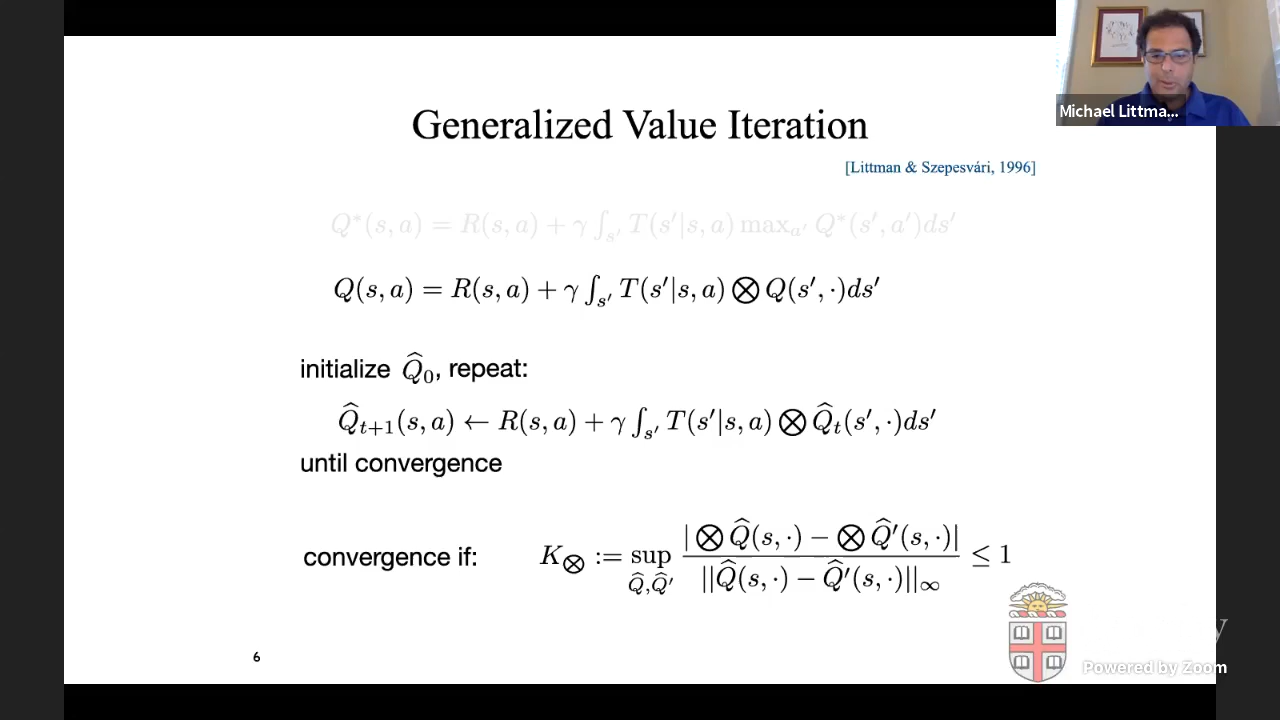 Michael Littma...
Generalized Value Iteration
[Littman & Szepesvári, 1996]
Q*(s, a) = R(s, a) + γ ∫_{s'} T(s'|s, a) max_{a'} Q*(s', a')ds'
Q(s, a) = R(s, a) + γ ∫_{s'} T(s'|s, a) ⊗ Q(s', ·)ds'
initialize Q̂₀, repeat:
Q̂_{t+1}(s, a) ← R(s, a) + γ ∫_{s'} T(s'|s, a) ⊗ Q̂_t(s', ·)ds'
until convergence
convergence if: K_⊗ := sup_{Q̂,Q̂'} |⊗ Q̂(s, ·) − ⊗ Q̂'(s, ·)| / ||Q̂(s, ·) − Q̂'(s, ·)||_∞ ≤ 1
6
y
Powered by Zoom